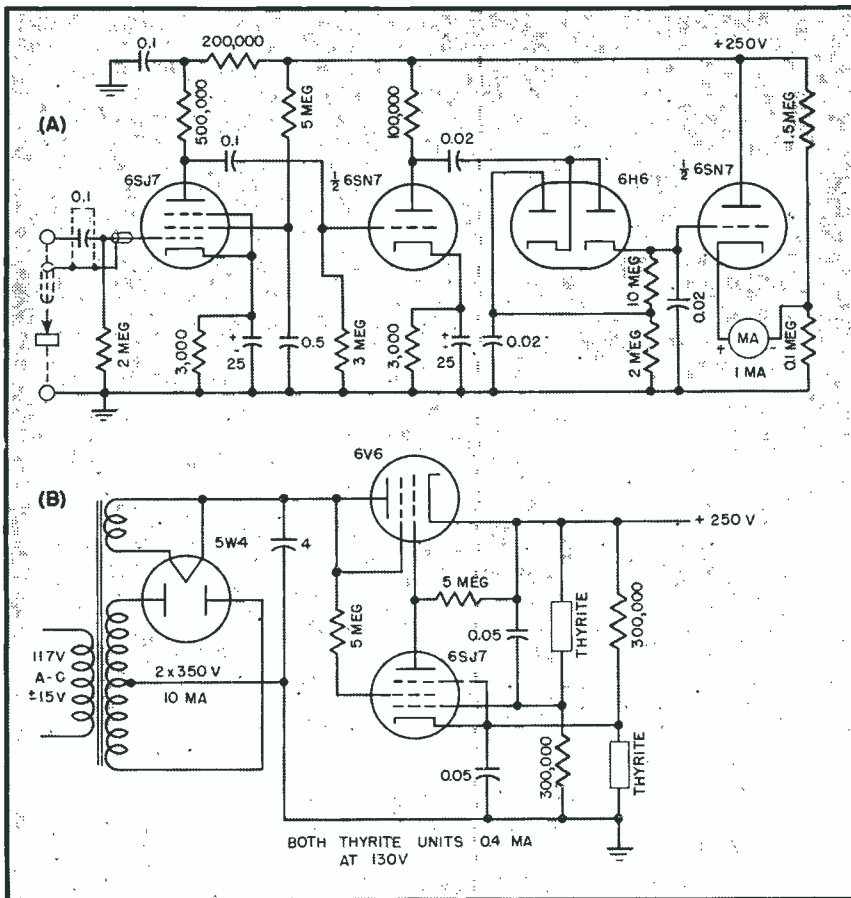 (A)
0.1
200,000
+250V
500,000
5 MEG
100,000
1.5 MEG
0.1
0.02
6SJ7
½ 6SN7
6H6
½ 6SN7
0.1
2 MEG
3,000
+
-
25
0.5
3 MEG
3,000
+
-
25
0.02
10 MEG
2 MEG
0.02
+
MA
-
1 MA
0.1 MEG
(B)
6V6
5W4
4
+ 250 V
5 MEG
5 MEG
0.05
THYRITE
300,000
6SJ7
117V
A-C
±15V
2 x 350 V
10 MA
0.05
300,000
THYRITE
BOTH THYRITE UNITS 0.4 MA
AT 130V